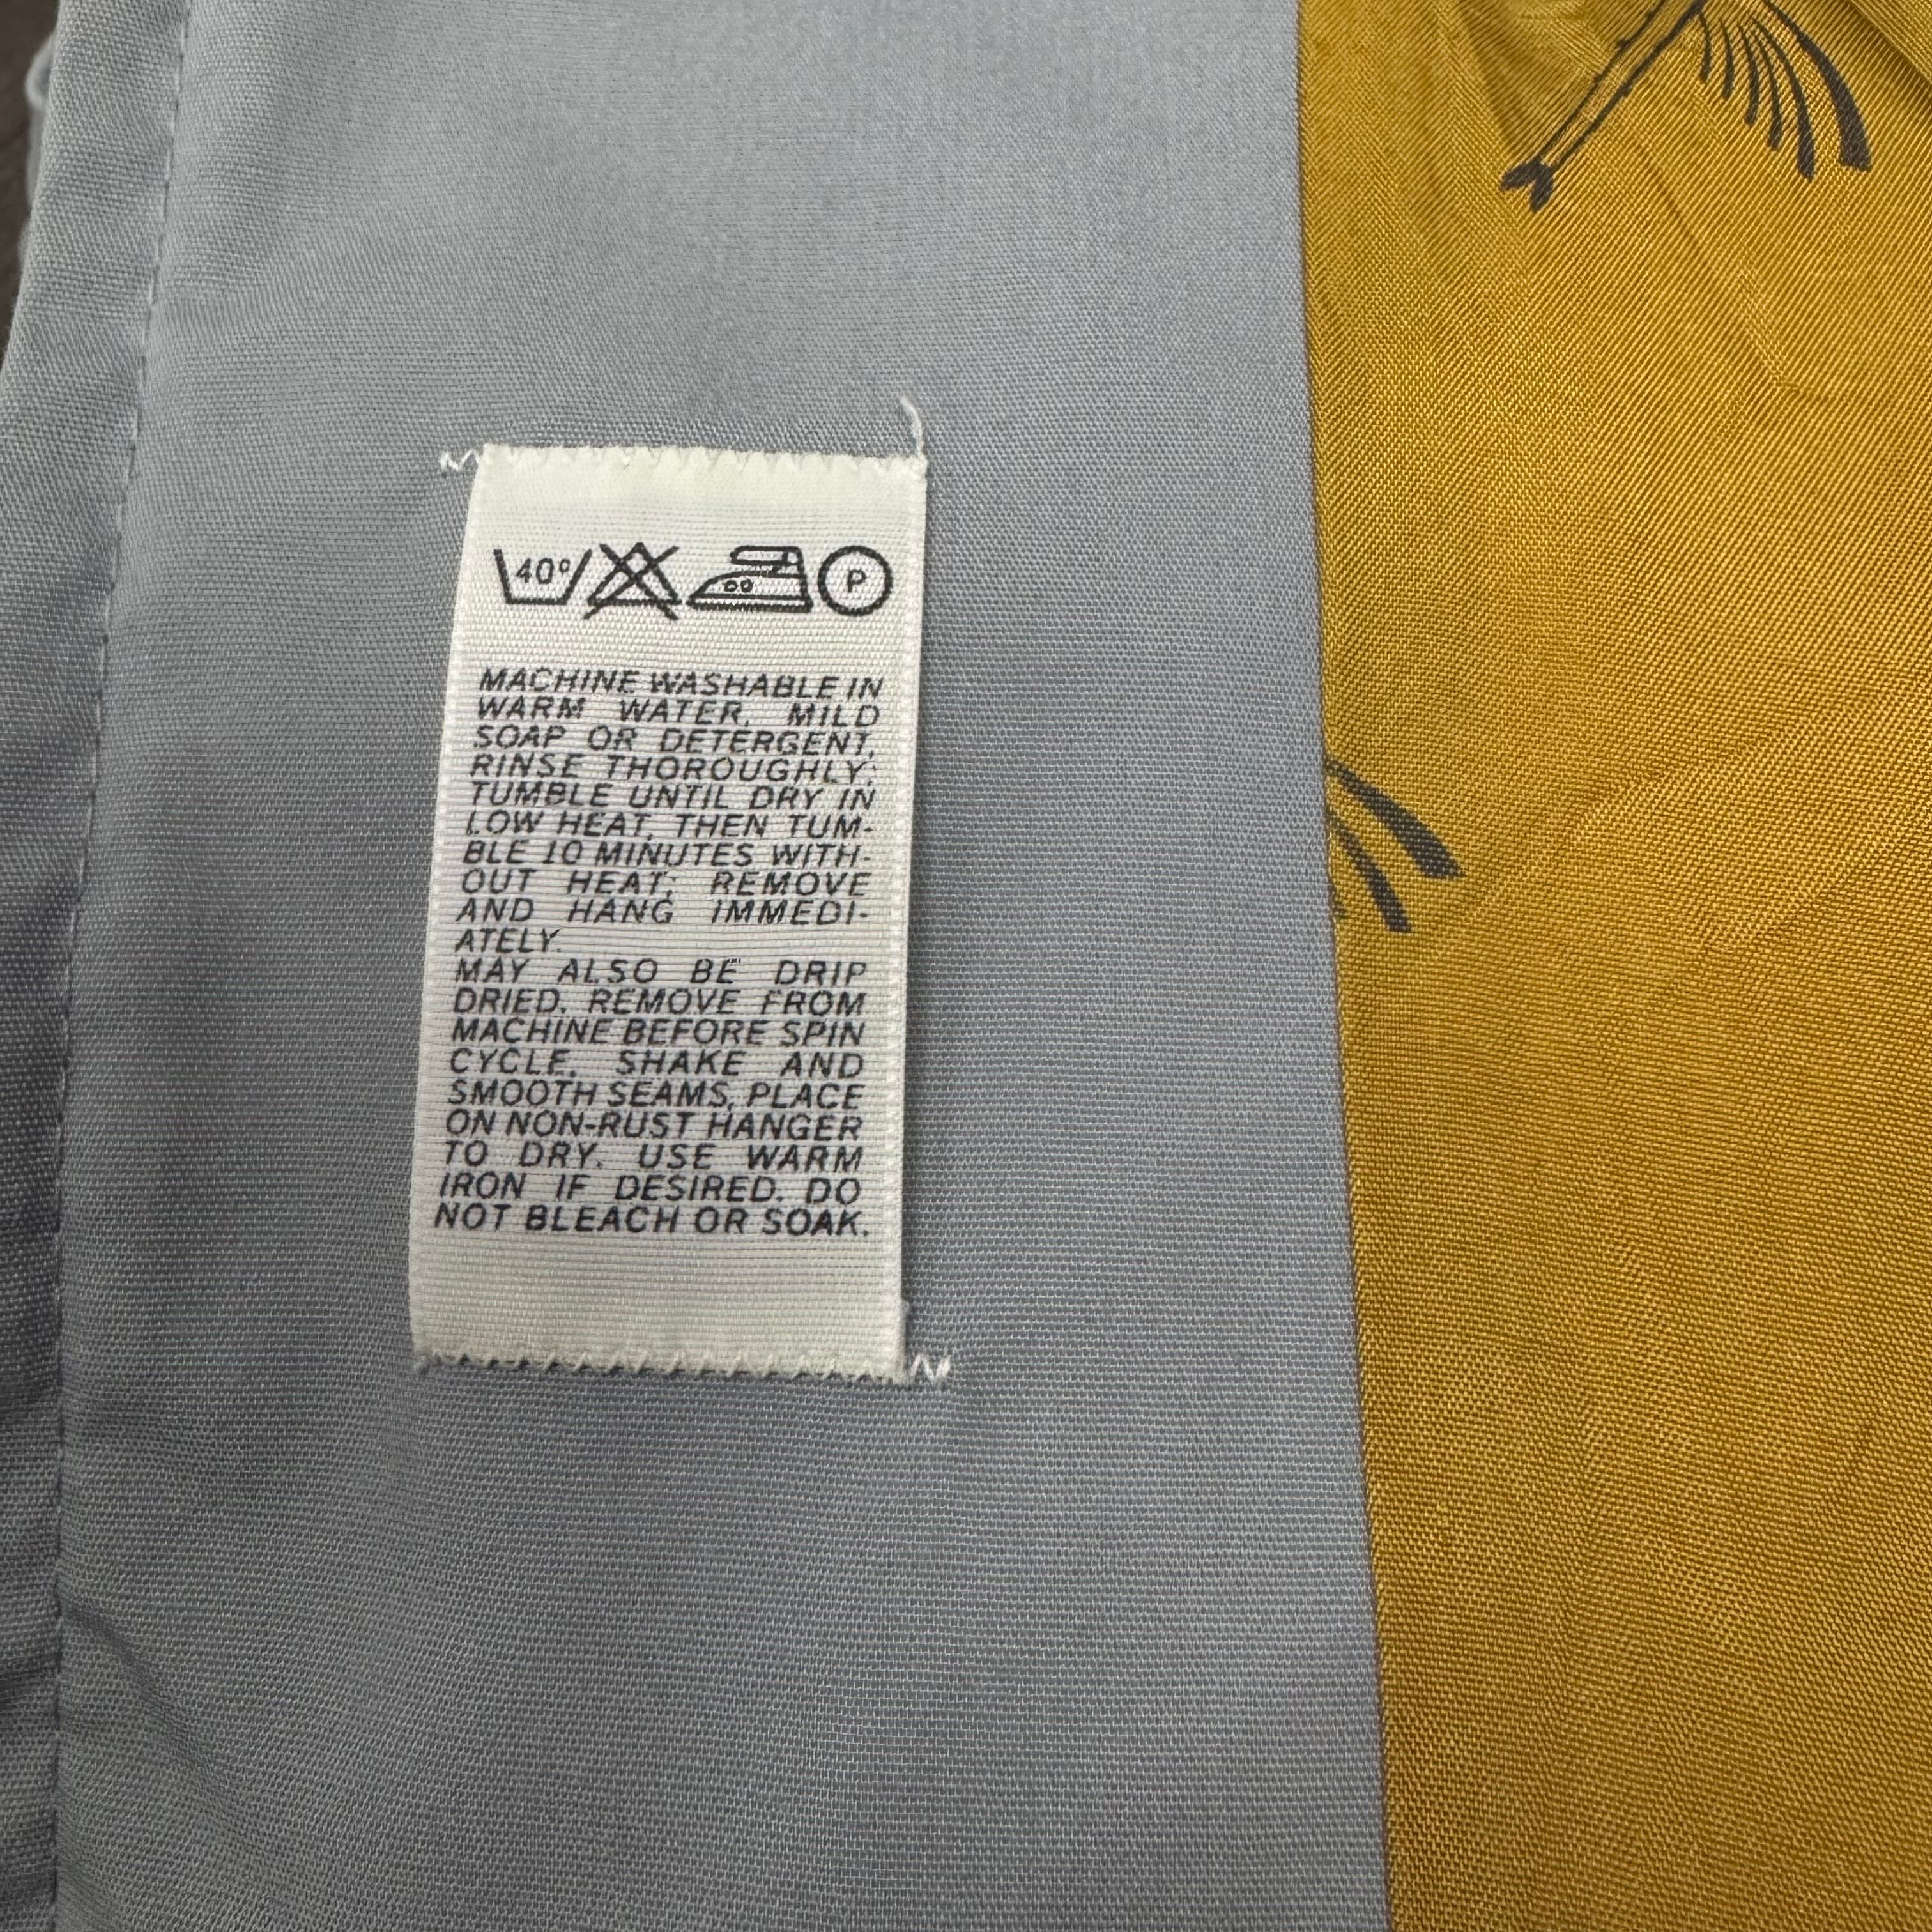 40°
P
MACHINE WASHABLE IN
WARM WATER, MILD
SOAP OR DETERGENT,
RINSE THOROUGHLY;
TUMBLE UNTIL DRY IN
LOW HEAT, THEN TUM-
BLE 10 MINUTES WITH-
OUT HEAT; REMOVE
AND HANG IMMEDI-
ATELY.
MAY ALSO BE DRIP
DRIED. REMOVE FROM
MACHINE BEFORE SPIN
CYCLE. SHAKE AND
SMOOTH SEAMS, PLACE
ON NON-RUST HANGER
TO DRY. USE WARM
IRON IF DESIRED. DO
NOT BLEACH OR SOAK.